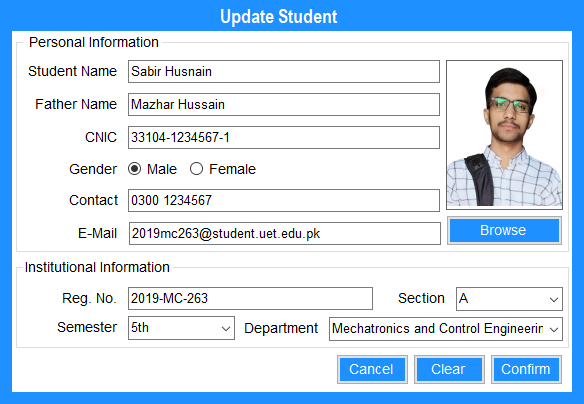 Update Student
Personal Information
Student Name Sabir Husnain
Father Name Mazhar Hussain
CNIC 33104-1234567-1
Gender Male Female
Contact 0300 1234567
E-Mail 2019mc263@student.uet.edu.pk
Browse
Institutional Information
Reg. No. 2019-MC-263 Section A
Semester 5th Department Mechatronics and Control Engineerin
Cancel Clear Confirm